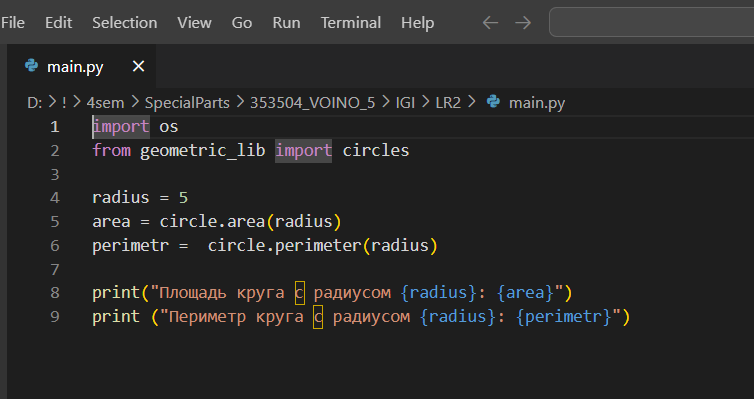 File Edit Selection View Go Run Terminal Help
main.py
D: > ! > 4sem > SpecialParts > 353504_VOINO_5 > IGI > LR2 > main.py
1 import os
2 from geometric_lib import circles
3
4 radius = 5
5 area = circle.area(radius)
6 perimetr =  circle.perimeter(radius)
7
8 print("Площадь круга с радиусом {radius}: {area}")
9 print ("Периметр круга с радиусом {radius}: {perimetr}")